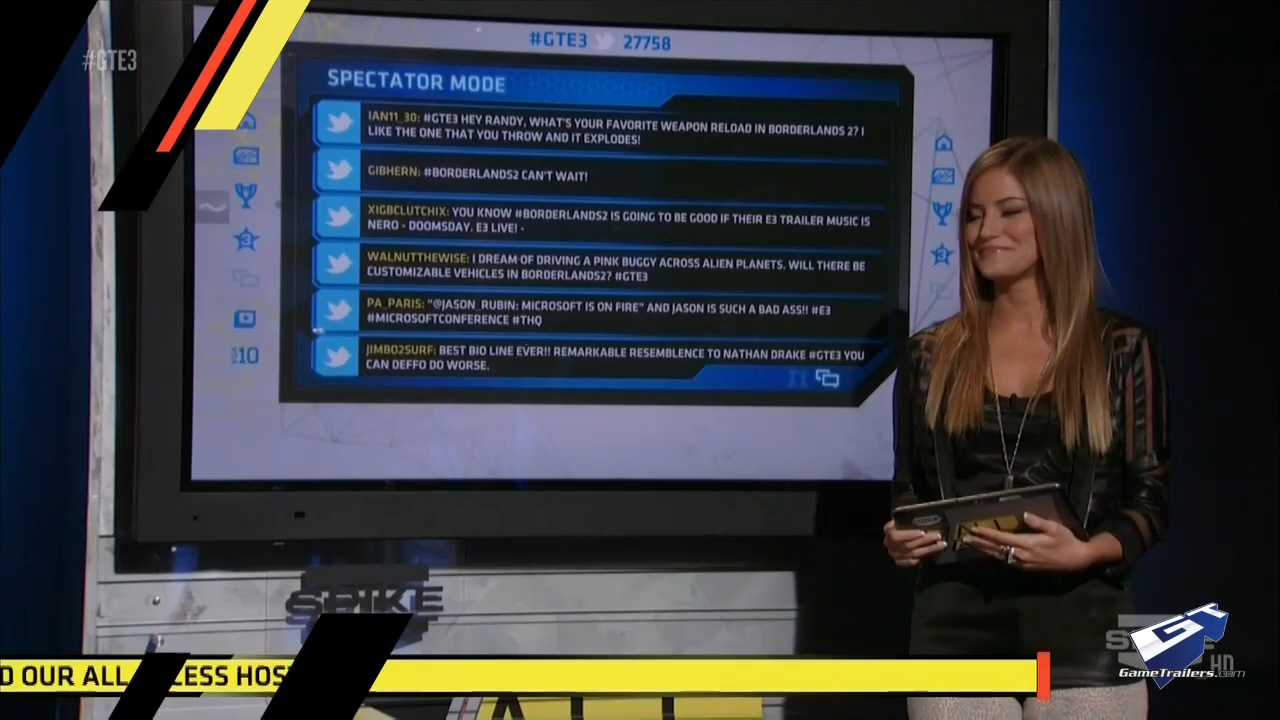 #GTE3 27758
#GTE3
SPECTATOR MODE
IAN11_30: #GTE3 HEY RANDY, WHAT'S YOUR FAVORITE WEAPON RELOAD IN BORDERLANDS 2? I
LIKE THE ONE THAT YOU THROW AND IT EXPLODES!
GIBHERN: #BORDERLANDS2 CAN'T WAIT!
XIGBCLUTCHIX: YOU KNOW #BORDERLANDS2 IS GOING TO BE GOOD IF THEIR E3 TRAILER MUSIC IS
NERO - DOOMSDAY. E3 LIVE! -
WALNUTTHEWISE: I DREAM OF DRIVING A PINK BUGGY ACROSS ALIEN PLANETS. WILL THERE BE
CUSTOMIZABLE VEHICLES IN BORDERLANDS2? #GTE3
PA_PARIS: "@JASON_RUBIN: MICROSOFT IS ON FIRE" AND JASON IS SUCH A BAD ASS!! #E3
#MICROSOFTCONFERENCE #THQ
JIMBO2SURF: BEST BIO LINE EVER!! REMARKABLE RESEMBLENCE TO NATHAN DRAKE #GTE3 YOU
CAN DEFFO DO WORSE.
10
SPIKE
GT
HD
GameTrailers.com
D OUR ALL